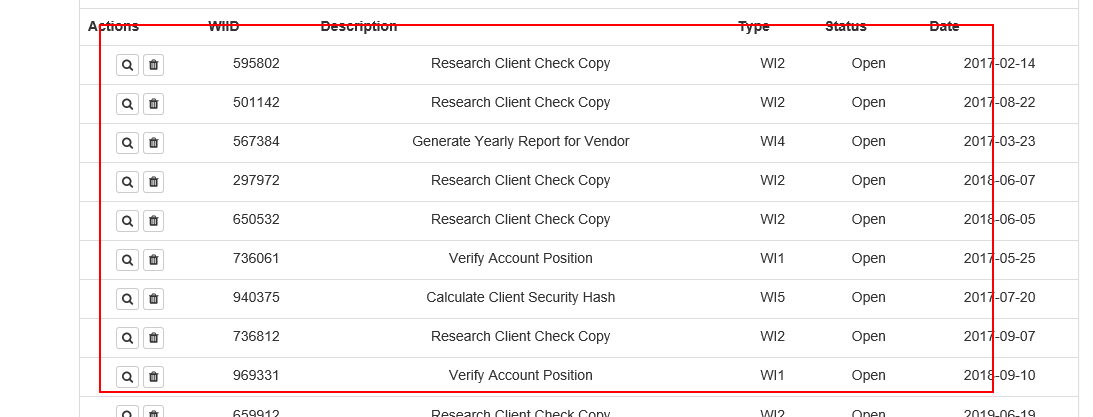 Actions WIID Description Type Status Date
595802 Research Client Check Copy WI2 Open 2017-02-14
501142 Research Client Check Copy WI2 Open 2017-08-22
567384 Generate Yearly Report for Vendor WI4 Open 2017-03-23
297972 Research Client Check Copy WI2 Open 2018-06-07
650532 Research Client Check Copy WI2 Open 2018-06-05
736061 Verify Account Position WI1 Open 2017-05-25
940375 Calculate Client Security Hash WI5 Open 2017-07-20
736812 Research Client Check Copy WI2 Open 2017-09-07
969331 Verify Account Position WI1 Open 2018-09-10
659912 Research Client Check Copy WI2 Open 2019-06-19